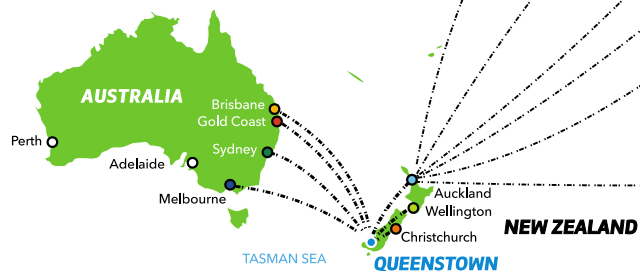 AUSTRALIA
Brisbane
Gold Coast
Perth
Sydney
Adelaide
Melbourne
Auckland
Wellington
NEW ZEALAND
Christchurch
TASMAN SEA
QUEENSTOWN